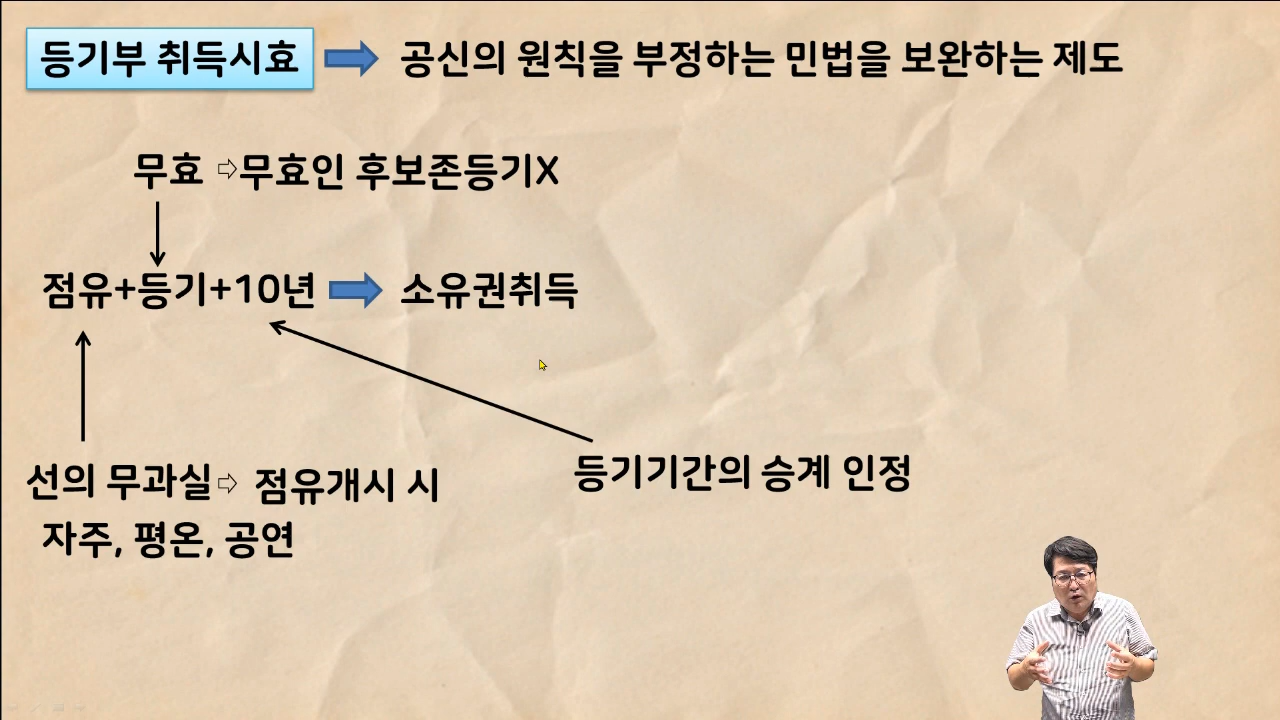 등기부 취득시효 공신의 원칙을 부정하는 민법을 보완하는 제도
무효 ⇨무효인 후보존등기X
점유+등기+10년 소유권취득
선의 무과실⇨ 점유개시 시
등기기간의 승계 인정
자주, 평온, 공연